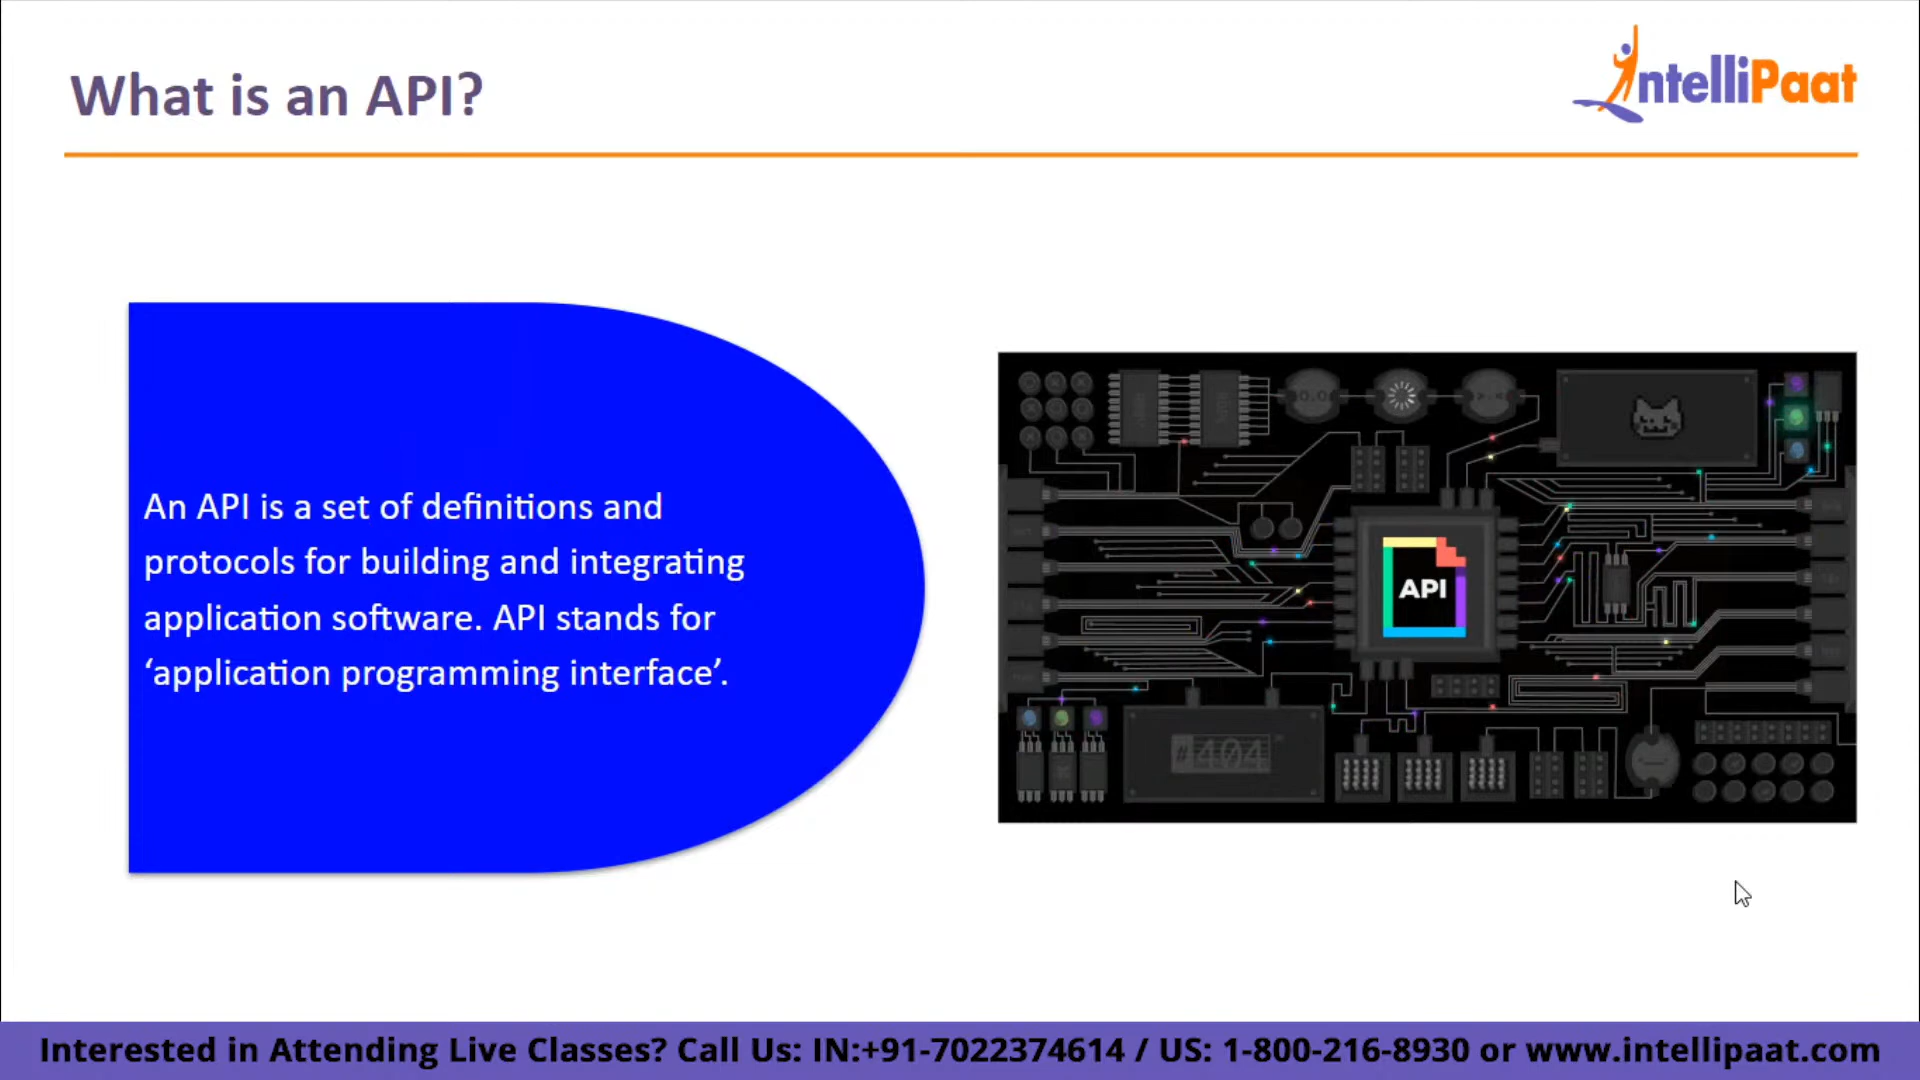 What is an API?
IntelliPaat
An API is a set of definitions and
protocols for building and integrating
application software. API stands for
‘application programming interface’.
API
#404
Interested in Attending Live Classes? Call Us: IN:+91-7022374614 / US: 1-800-216-8930 or www.intellipaat.com